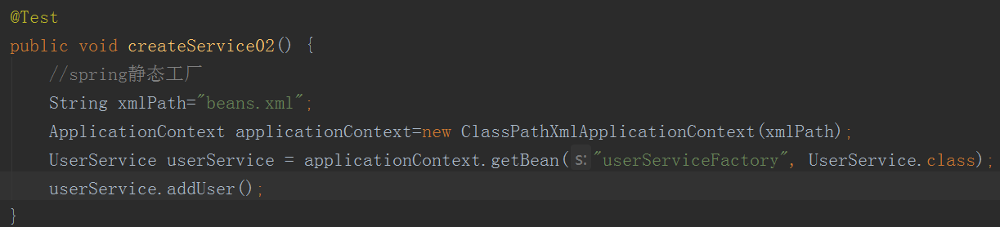 @Test
public void createService02() {
//spring静态工厂
String xmlPath="beans.xml";
ApplicationContext applicationContext=new ClassPathXmlApplicationContext(xmlPath);
UserService userService = applicationContext.getBean( s: "userServiceFactory", UserService.class);
userService.addUser();
}